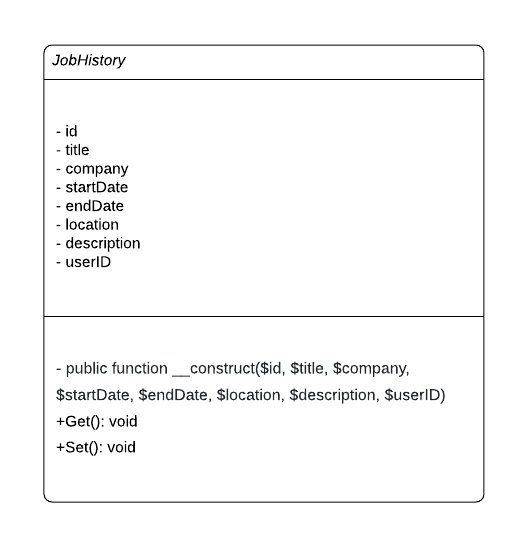 JobHistory
- id
- title
- company
- startDate
- endDate
- location
- description
- userID
- public function __construct($id, $title, $company,
$startDate, $endDate, $location, $description, $userID)
+Get(): void
+Set(): void